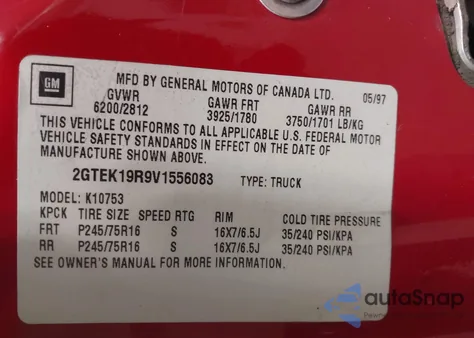 GM
MFD BY GENERAL MOTORS OF CANADA LTD. 05/97
GVWR GAWR FRT GAWR RR
6200/2812 3925/1780 3750/1701 LB/KG
THIS VEHICLE CONFORMS TO ALL APPLICABLE U.S. FEDERAL MOTOR
VEHICLE SAFETY STANDARDS IN EFFECT ON THE DATE OF
MANUFACTURE SHOWN ABOVE.
2GTEK19R9V1556083 TYPE: TRUCK
MODEL: K10753
KPCK TIRE SIZE SPEED RTG RIM COLD TIRE PRESSURE
FRT P245/75R16 S 16X7/6.5J 35/240 PSI/KPA
RR P245/75R16 S 16X7/6.5J 35/240 PSI/KPA
SEE OWNER'S MANUAL FOR MORE INFORMATION.
autoSnap